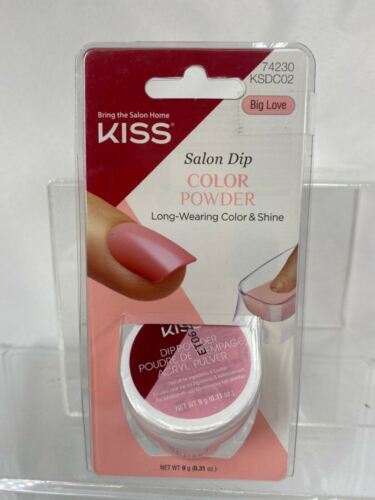 74230
KSDC02
Big Love
Bring the Salon Home
KISS®
Salon Dip
COLOR
POWDER
Long-Wearing Color & Shine
KISS
DIP POWDER
POUDRE DE TREMPAGE
ACRYL PULVER
NET WT 9 g (0.31 oz.)
NET WT 9 g (0.31 oz.)